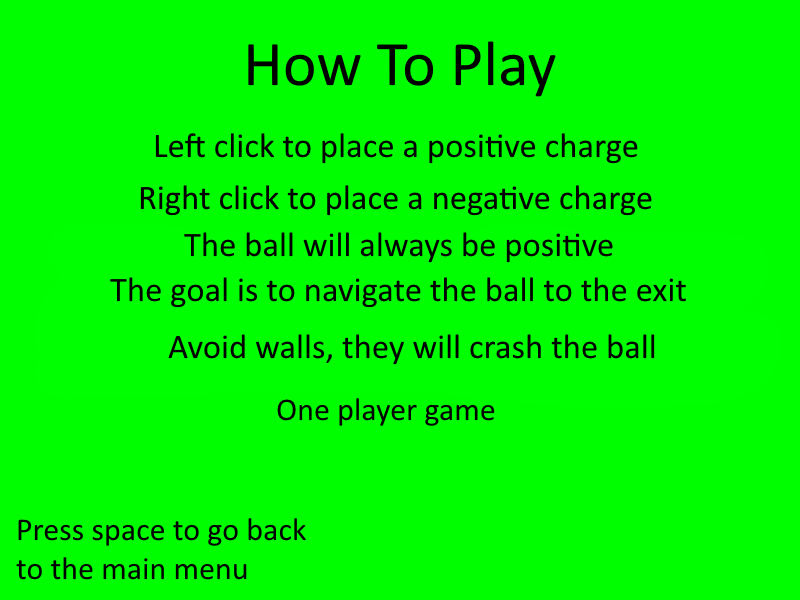 How To Play
Left click to place a positive charge
Right click to place a negative charge
The ball will always be positive
The goal is to navigate the ball to the exit
Avoid walls, they will crash the ball
One player game
Press space to go back
to the main menu